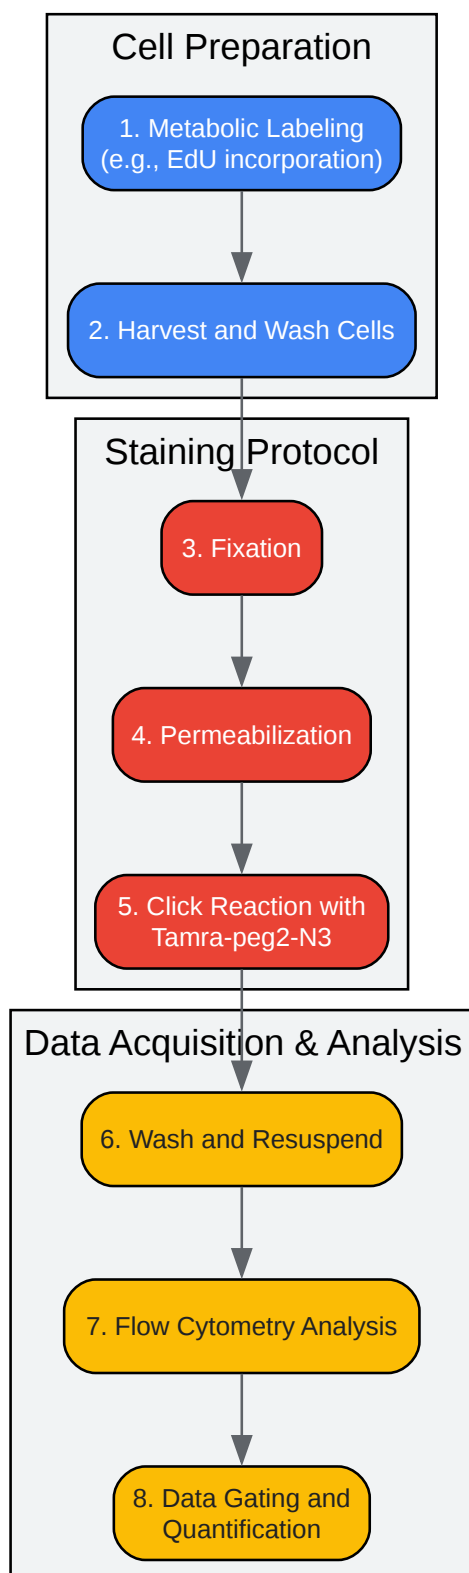 Cell Preparation
1. Metabolic Labeling
(e.g., EdU incorporation)
2. Harvest and Wash Cells
Staining Protocol
3. Fixation
4. Permeabilization
5. Click Reaction with
Tamra-peg2-N3
Data Acquisition & Analysis
6. Wash and Resuspend
7. Flow Cytometry Analysis
8. Data Gating and
Quantification